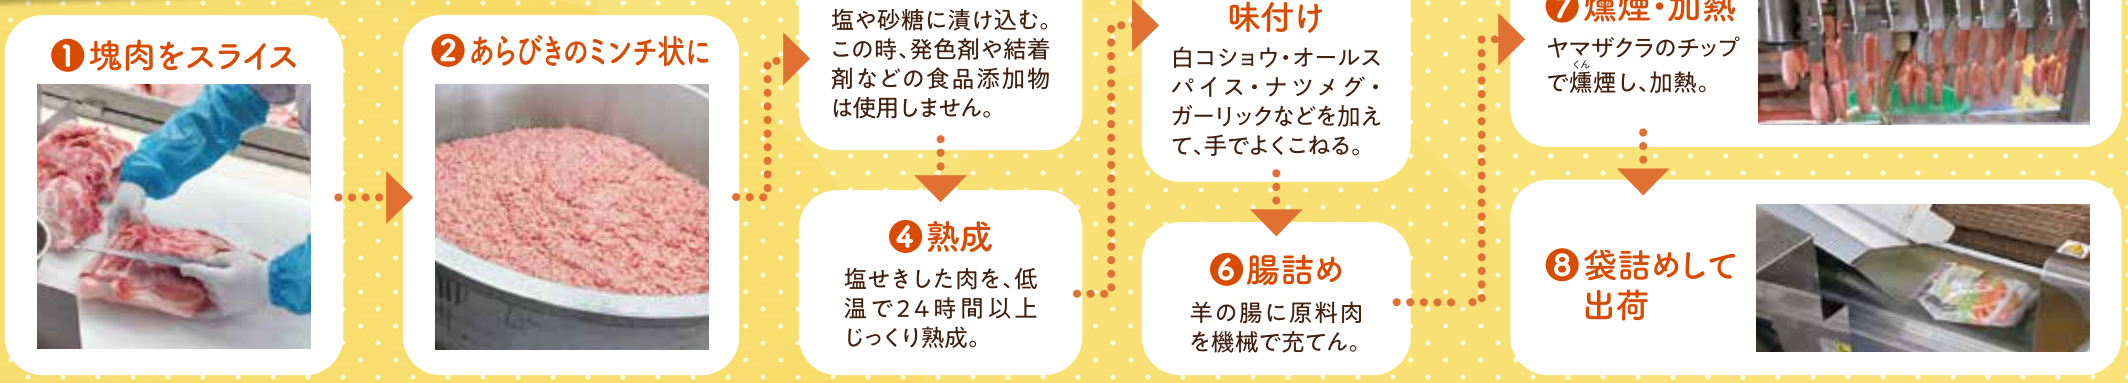 ❶塊肉をスライス
❷あらびきのミンチ状に
塩や砂糖に漬け込む。
この時、発色剤や結着
剤などの食品添加物
は使用しません。
❹熟成
塩せきした肉を、低
温で24時間以上
じっくり熟成。
味付け
白コショウ・オールス
パイス・ナツメグ・
ガーリックなどを加え
て、手でよくこねる。
❻腸詰め
羊の腸に原料肉
を機械で充てん。
❼燻煙・加熱
ヤマザクラのチップ
で燻煙し、加熱。
くん
❽袋詰めして
出荷